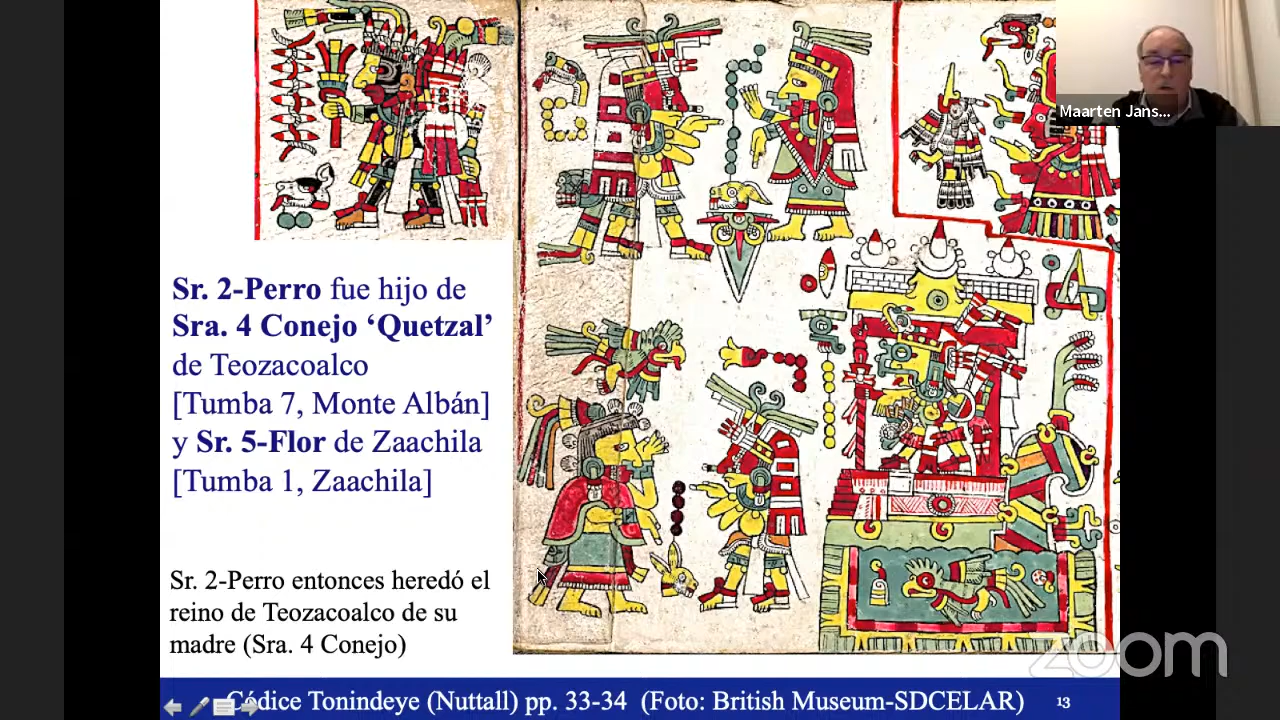 Maarten Jans...
Sr. 2-Perro fue hijo de
Sra. 4 Conejo ‘Quetzal’
de Teozacoalco
[Tumba 7, Monte Albán]
y Sr. 5-Flor de Zaachila
[Tumba 1, Zaachila]
Sr. 2-Perro entonces heredó el
reino de Teozacoalco de su
madre (Sra. 4 Conejo)
zoom
Códice Tonindeye (Nuttall) pp. 33-34 (Foto: British Museum-SDCELAR)
13